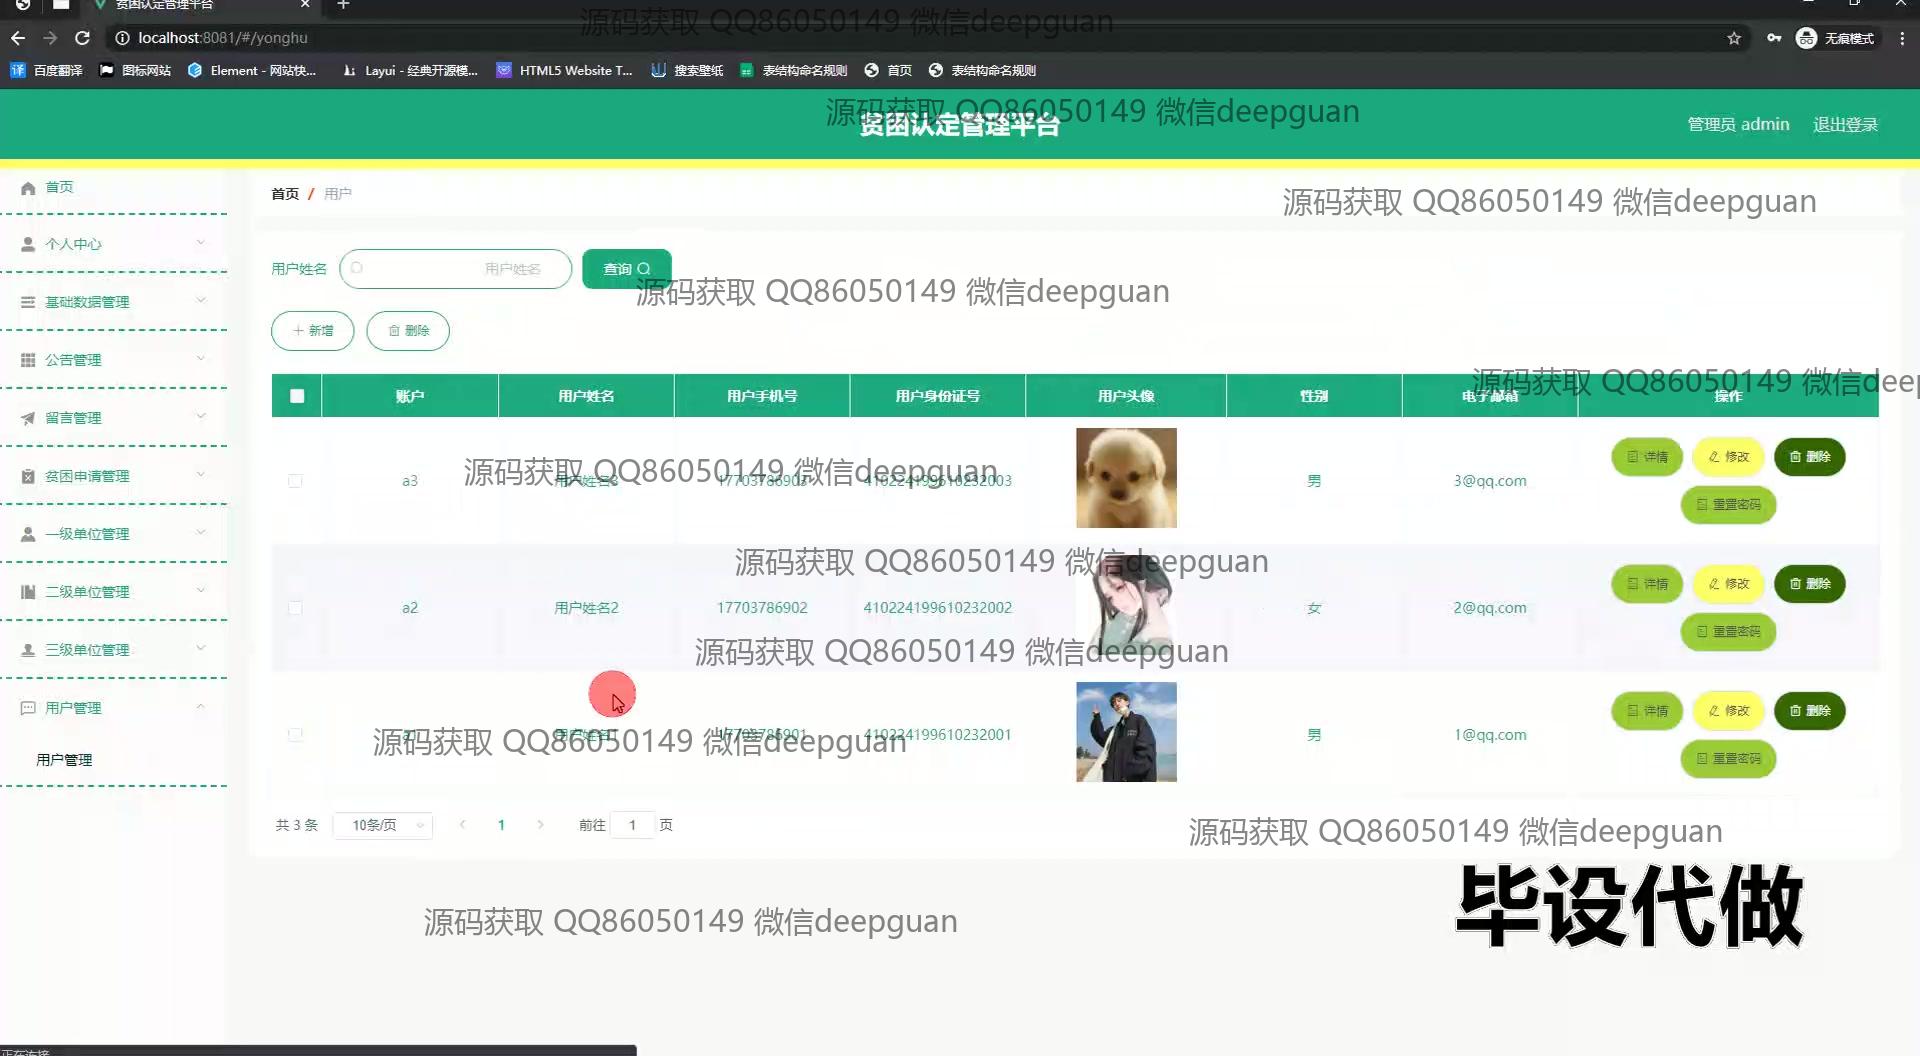 贫困认定管理平台
localhost:8081/#/yonghu
无痕模式
百度翻译
图标网站
Element - 网站快...
Layui - 经典开源模...
HTML5 Website T...
搜索壁纸
表结构命名规则
首页
表结构命名规则
源码获取 QQ86050149 微信deepguan
源码获取 QQ86050149 微信deepguan
贫困认定管理平台
管理员 admin
退出登录
首页
个人中心
基础数据管理
公告管理
留言管理
贫困申请管理
一级单位管理
二级单位管理
三级单位管理
用户管理
用户管理
首页 / 用户
源码获取 QQ86050149 微信deepguan
用户姓名
用户姓名
查询
源码获取 QQ86050149 微信deepguan
新增
删除
源码获取 QQ86050149 微信deep
账户 用户姓名 用户手机号 用户身份证号 用户头像 性别 电子邮箱 操作
源码获取 QQ86050149 微信deepguan
a3 用户姓名3 17703786903 410224199610232003 男 3@qq.com
详情 修改 删除
重置密码
源码获取 QQ86050149 微信deepguan
a2 用户姓名2 17703786902 410224199610232002 女 2@qq.com
详情 修改 删除
重置密码
源码获取 QQ86050149 微信deepguan
用户姓名1 17703786901 410224199610232001 男 1@qq.com
详情 修改 删除
重置密码
源码获取 QQ86050149 微信deepguan
共 3 条 10条/页 1 前往 1 页
源码获取 QQ86050149 微信deepguan
毕设代做
源码获取 QQ86050149 微信deepguan